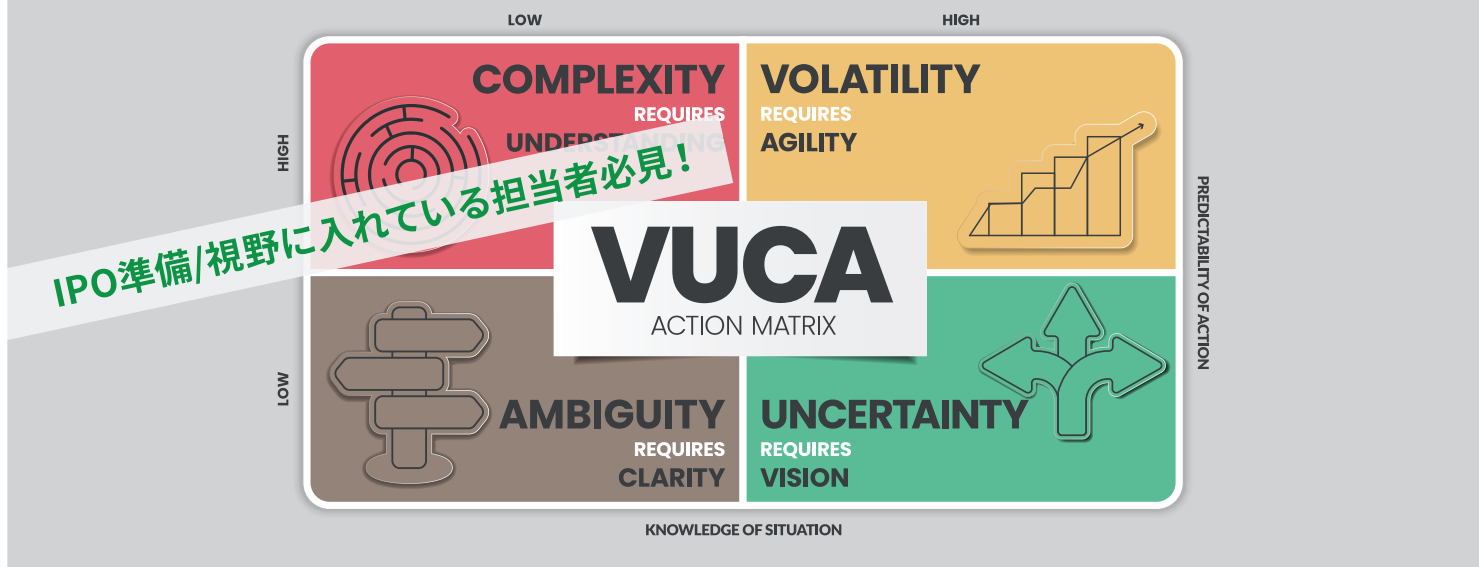 LOW
HIGH
COMPLEXITY
REQUIRES
UNDERSTANDING
VOLATILITY
REQUIRES
AGILITY
HIGH
IPO準備/視野に入れている担当者必見！
VUCA
ACTION MATRIX
PREDICTABILITY OF ACTION
LOW
AMBIGUITY
REQUIRES
CLARITY
UNCERTAINTY
REQUIRES
VISION
KNOWLEDGE OF SITUATION